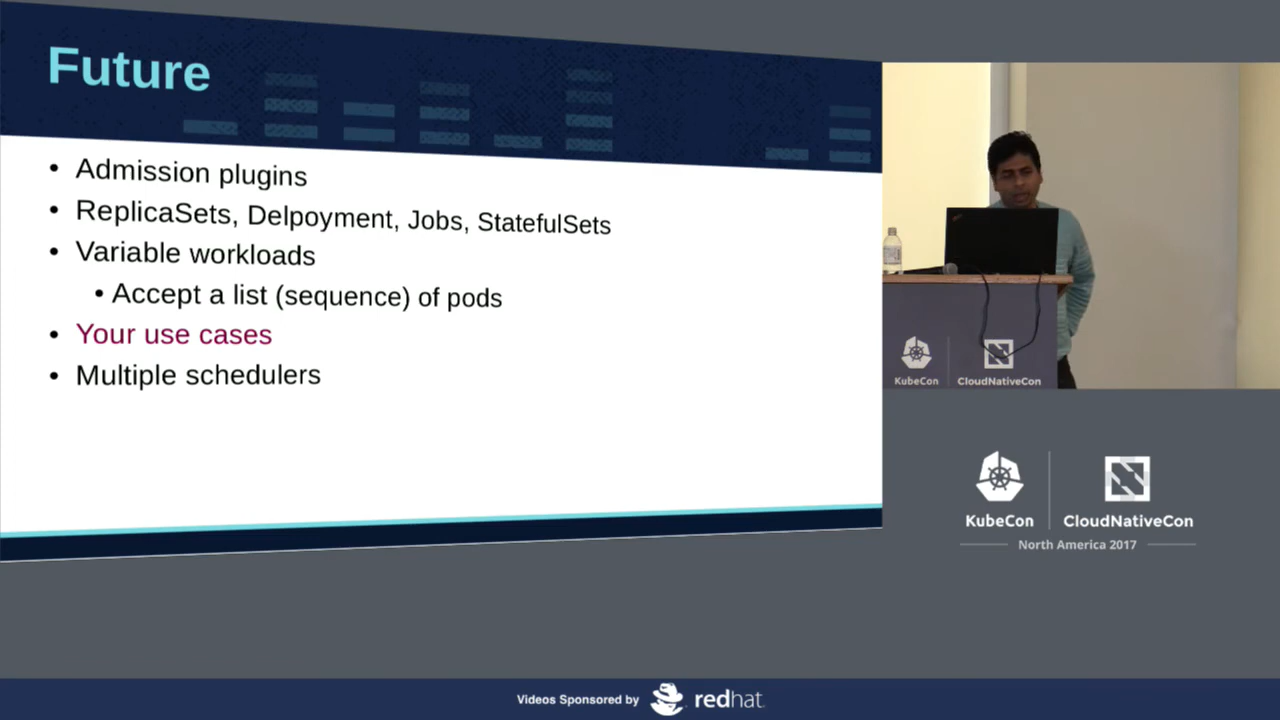 Future
• Admission plugins
• ReplicaSets, Delpoyment, Jobs, StatefulSets
• Variable workloads
• Accept a list (sequence) of pods
• Your use cases
• Multiple schedulers
KubeCon
CloudNativeCon
KubeCon
CloudNativeCon
North America 2017
Videos Sponsored by
redhat.